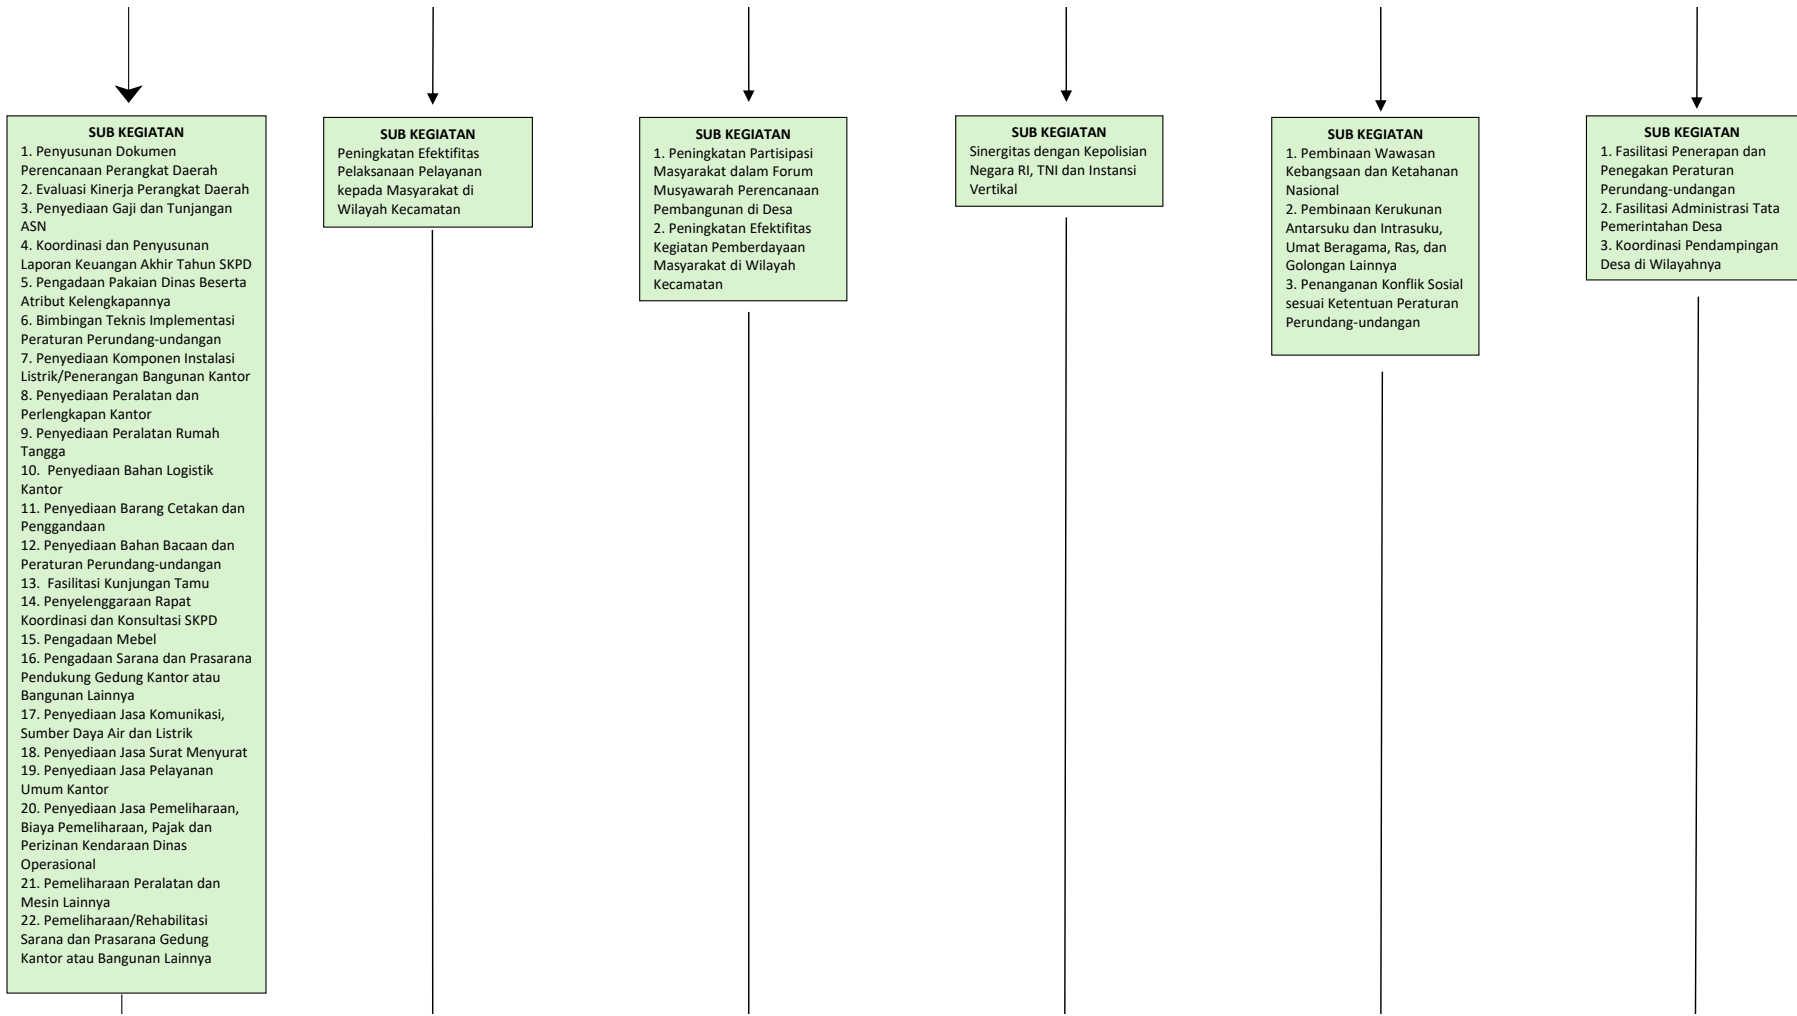 SUB KEGIATAN
1. Penyusunan Dokumen
Perencanaan Perangkat Daerah
2. Evaluasi Kinerja Perangkat Daerah
3. Penyediaan Gaji dan Tunjangan
ASN
4. Koordinasi dan Penyusunan
Laporan Keuangan Akhir Tahun SKPD
5. Pengadaan Pakaian Dinas Beserta
Atribut Kelengkapannya
6. Bimbingan Teknis Implementasi
Peraturan Perundang-undangan
7. Penyediaan Komponen Instalasi
Listrik/Penerangan Bangunan Kantor
8. Penyediaan Peralatan dan
Perlengkapan Kantor
9. Penyediaan Peralatan Rumah
Tangga
10.  Penyediaan Bahan Logistik
Kantor
11. Penyediaan Barang Cetakan dan
Penggandaan
12. Penyediaan Bahan Bacaan dan
Peraturan Perundang-undangan
13.  Fasilitasi Kunjungan Tamu
14. Penyelenggaraan Rapat
Koordinasi dan Konsultasi SKPD
15. Pengadaan Mebel
16. Pengadaan Sarana dan Prasarana
Pendukung Gedung Kantor atau
Bangunan Lainnya
17. Penyediaan Jasa Komunikasi,
Sumber Daya Air dan Listrik
18. Penyediaan Jasa Surat Menyurat
19. Penyediaan Jasa Pelayanan
Umum Kantor
20. Penyediaan Jasa Pemeliharaan,
Biaya Pemeliharaan, Pajak dan
Perizinan Kendaraan Dinas
Operasional
21. Pemeliharaan Peralatan dan
Mesin Lainnya
22. Pemeliharaan/Rehabilitasi
Sarana dan Prasarana Gedung
Kantor atau Bangunan Lainnya
SUB KEGIATAN
Peningkatan Efektifitas
Pelaksanaan Pelayanan
kepada Masyarakat di
Wilayah Kecamatan
SUB KEGIATAN
1. Peningkatan Partisipasi
Masyarakat dalam Forum
Musyawarah Perencanaan
Pembangunan di Desa
2. Peningkatan Efektifitas
Kegiatan Pemberdayaan
Masyarakat di Wilayah
Kecamatan
SUB KEGIATAN
Sinergitas dengan Kepolisian
Negara RI, TNI dan Instansi
Vertikal
SUB KEGIATAN
1. Pembinaan Wawasan
Kebangsaan dan Ketahanan
Nasional
2. Pembinaan Kerukunan
Antarsuku dan Intrasuku,
Umat Beragama, Ras, dan
Golongan Lainnya
3. Penanganan Konflik Sosial
sesuai Ketentuan Peraturan
Perundang-undangan
SUB KEGIATAN
1. Fasilitasi Penerapan dan
Penegakan Peraturan
Perundang-undangan
2. Fasilitasi Administrasi Tata
Pemerintahan Desa
3. Koordinasi Pendampingan
Desa di Wilayahnya